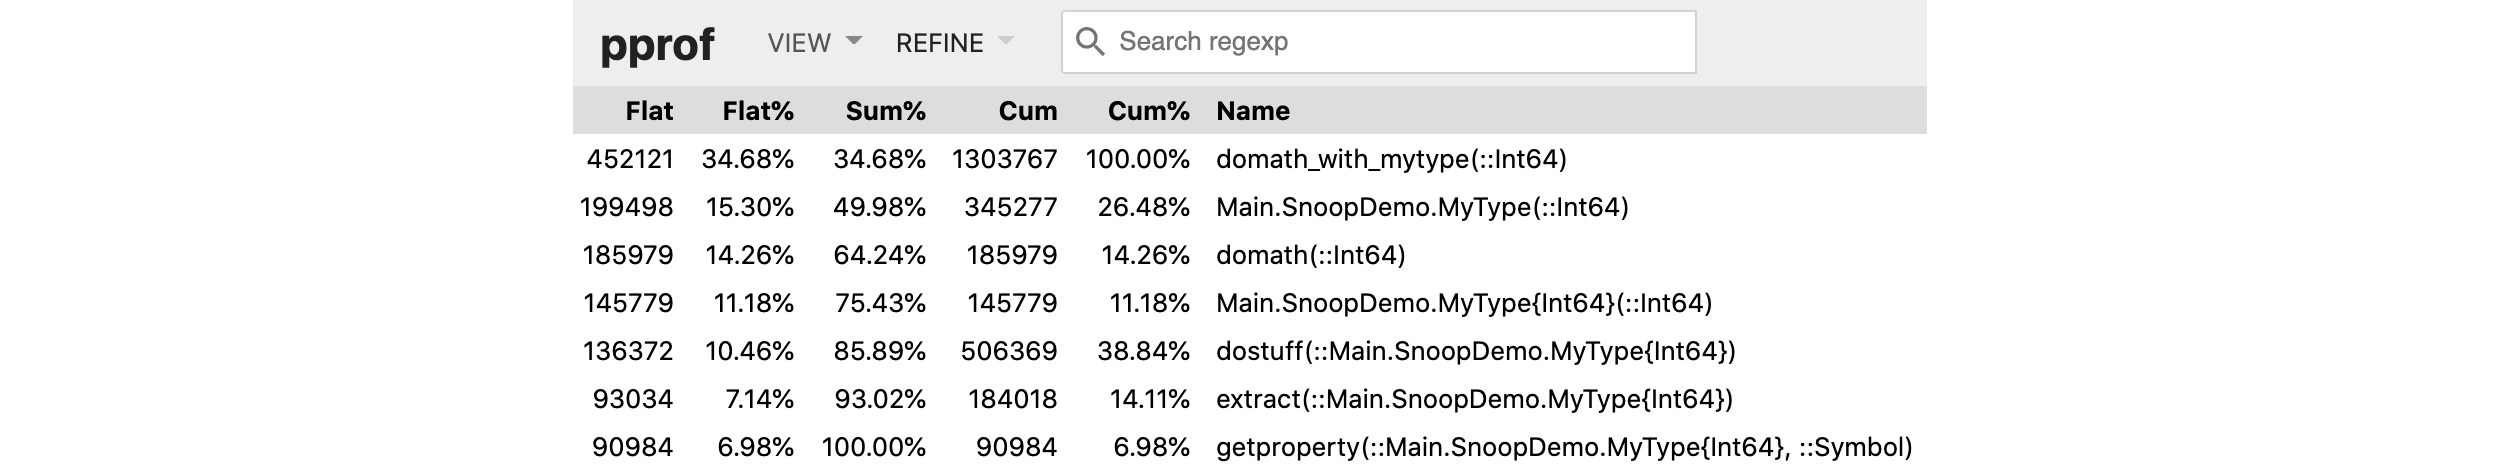 pprof VIEW REFINE Search regexp
Flat Flat% Sum% Cum Cum% Name
452121 34.68% 34.68% 1303767 100.00% domath_with_mytype(::Int64)
199498 15.30% 49.98% 345277 26.48% Main.SnoopDemo.MyType(::Int64)
185979 14.26% 64.24% 185979 14.26% domath(::Int64)
145779 11.18% 75.43% 145779 11.18% Main.SnoopDemo.MyType{Int64}(::Int64)
136372 10.46% 85.89% 506369 38.84% dostuff(::Main.SnoopDemo.MyType{Int64})
93034 7.14% 93.02% 184018 14.11% extract(::Main.SnoopDemo.MyType{Int64})
90984 6.98% 100.00% 90984 6.98% getproperty(::Main.SnoopDemo.MyType{Int64}, ::Symbol)